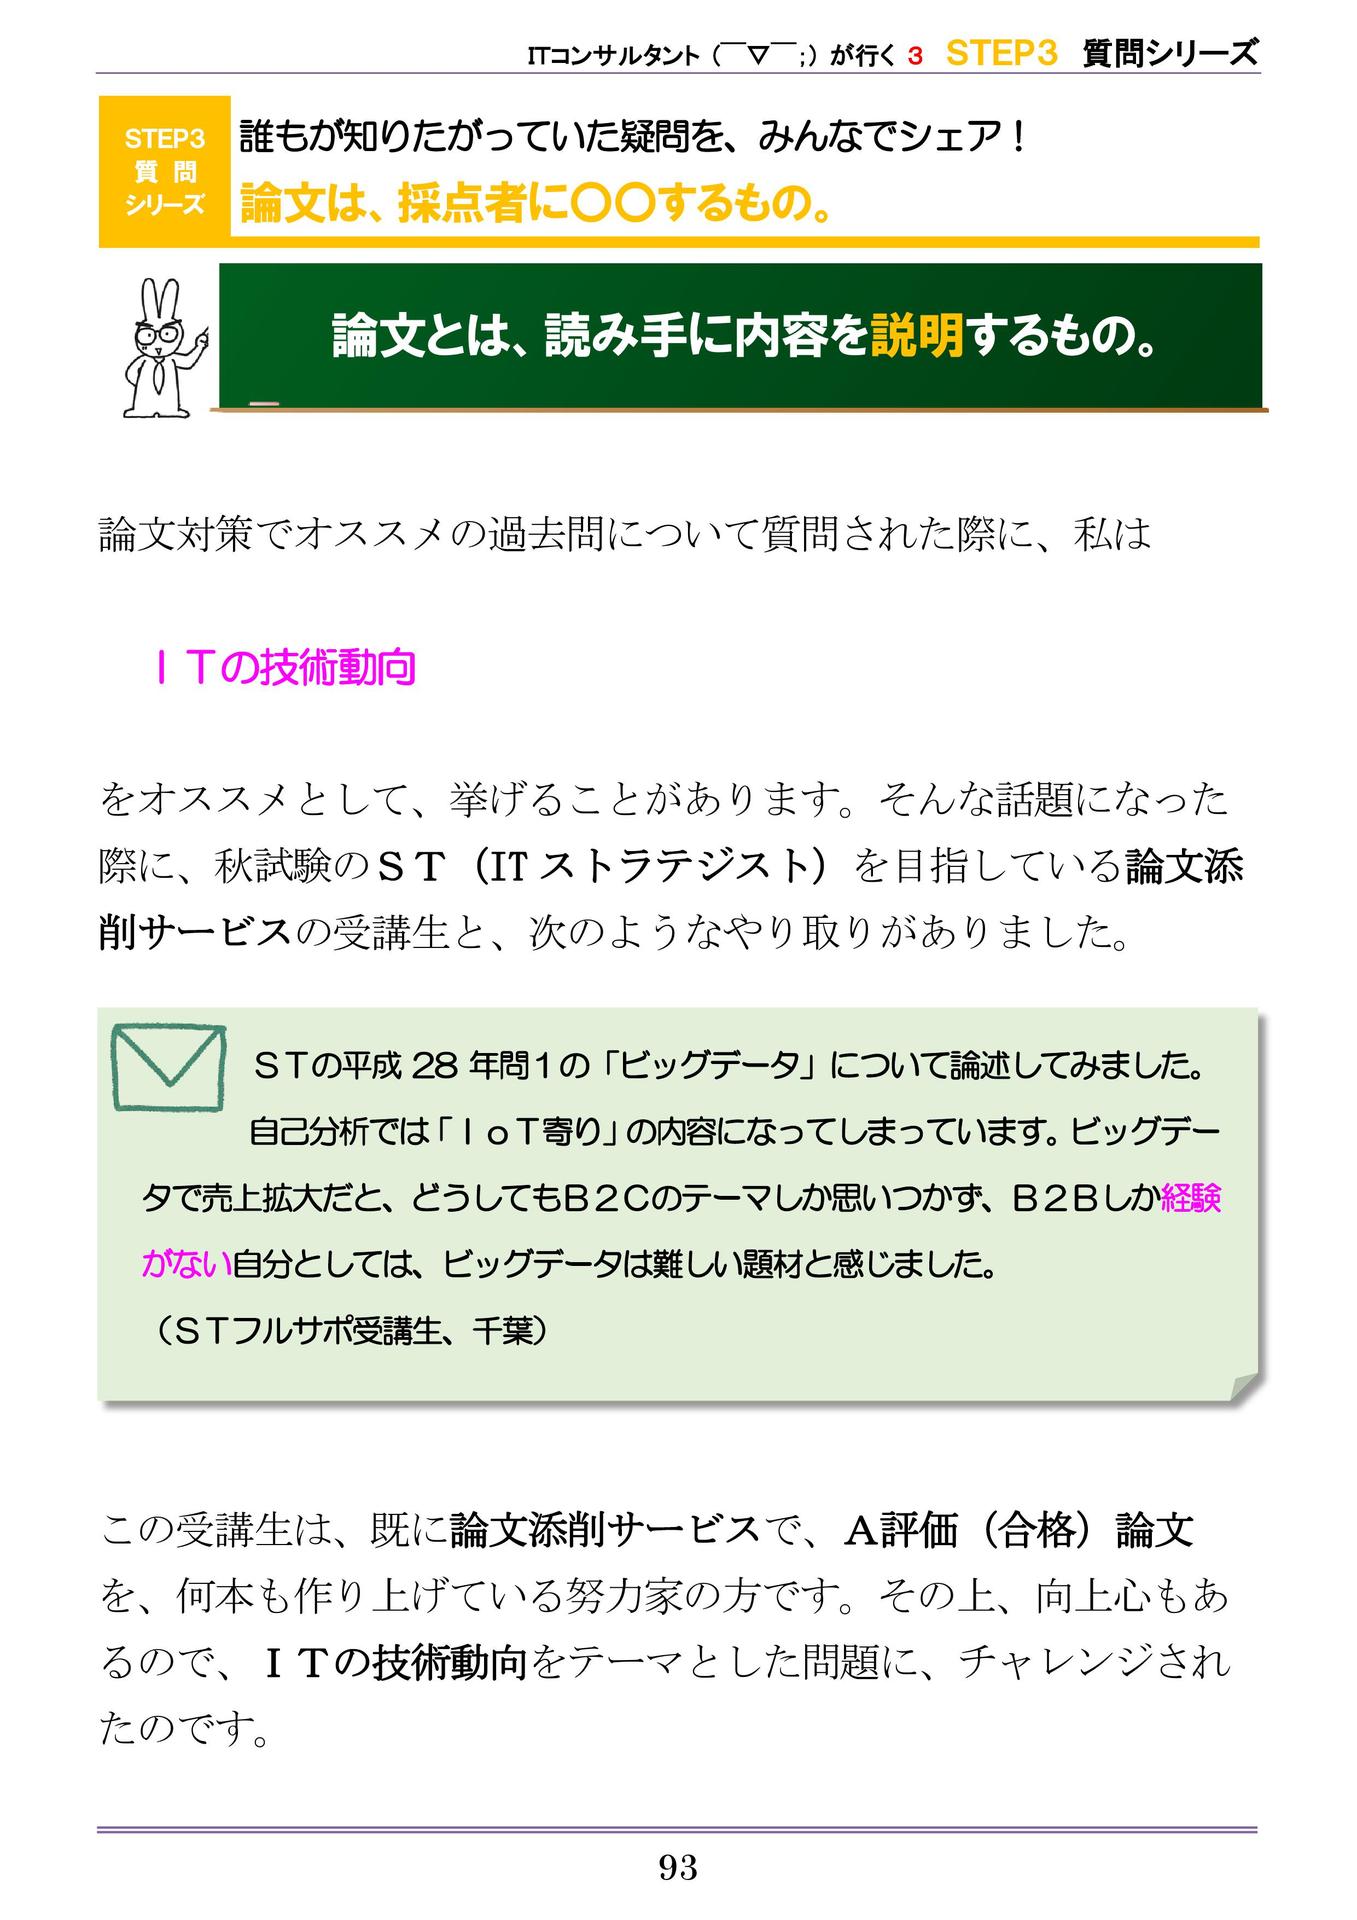 ITコンサルタント（￣▽￣；）が行く 3 STEP3 質問シリーズ
STEP3
質 問
シリーズ
誰もが知りたがっていた疑問を、みんなでシェア！
論文は、採点者に〇〇するもの。
論文とは、読み手に内容を説明するもの。
論文対策でオススメの過去問について質問された際に、私は
ＩＴの技術動向
をオススメとして、挙げることがあります。そんな話題になった
際に、秋試験のＳＴ（IT ストラテジスト）を目指している論文添
削サービスの受講生と、次のようなやり取りがありました。
ＳＴの平成 28 年問１の「ビッグデータ」について論述してみました。
自己分析では「ＩｏＴ寄り」の内容になってしまっています。ビッグデー
タで売上拡大だと、どうしてもＢ２Ｃのテーマしか思いつかず、Ｂ２Ｂしか経験
がない自分としては、ビッグデータは難しい題材と感じました。
（ＳＴフルサポ受講生、千葉）
この受講生は、既に論文添削サービスで、Ａ評価（合格）論文
を、何本も作り上げている努力家の方です。その上、向上心もあ
るので、ＩＴの技術動向をテーマとした問題に、チャレンジされ
たのです。
93